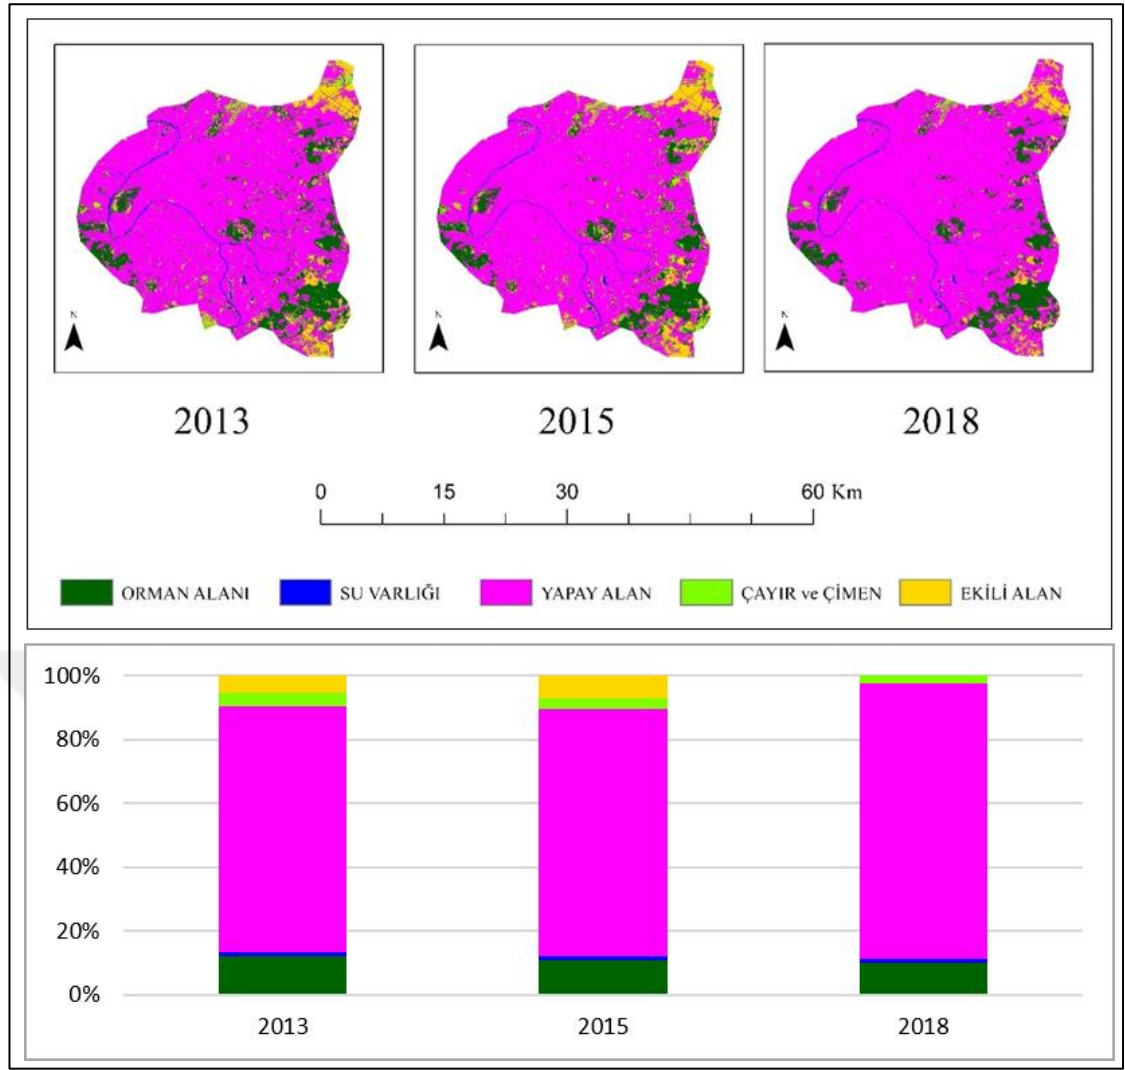 N
N
N
2013
2015
2018
0 15 30 60 Km
ORMAN ALANI SU VARLIĞI YAPAY ALAN ÇAYIR ve ÇİMEN EKİLİ ALAN
100%
80%
60%
40%
20%
0%
2013 2015 2018